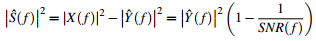 |Ŝ(f)|² = |X(f)|² − |Ŷ(f)|² = |Ŷ(f)|² (1 − 1/SNR(f))